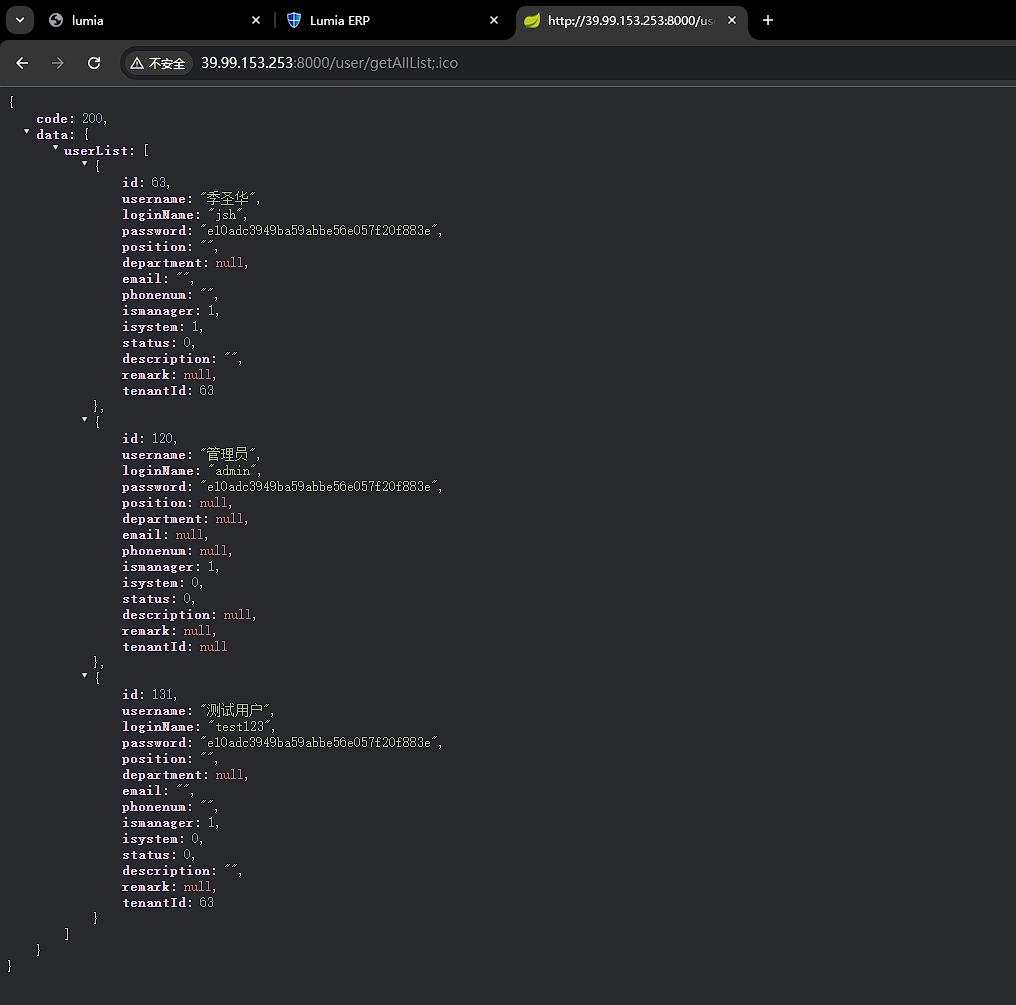 lumia
Lumia ERP
http://39.99.153.253:8000/us
不安全 39.99.153.253:8000/user/getAllList;.ico
{
code: 200,
data: {
userList: [
{
id: 63,
username: "季圣华",
loginName: "jsh",
password: "e10adc3949ba59abbe56e057f20f883e",
position: "",
department: null,
email: "",
phonenum: "",
ismanager: 1,
isystem: 1,
status: 0,
description: "",
remark: null,
tenantId: 63
},
{
id: 120,
username: "管理员",
loginName: "admin",
password: "e10adc3949ba59abbe56e057f20f883e",
position: null,
department: null,
email: null,
phonenum: null,
ismanager: 1,
isystem: 0,
status: 0,
description: null,
remark: null,
tenantId: null
},
{
id: 131,
username: "测试用户",
loginName: "test123",
password: "e10adc3949ba59abbe56e057f20f883e",
position: "",
department: null,
email: "",
phonenum: "",
ismanager: 1,
isystem: 0,
status: 0,
description: "",
remark: null,
tenantId: 63
}
]
}
}